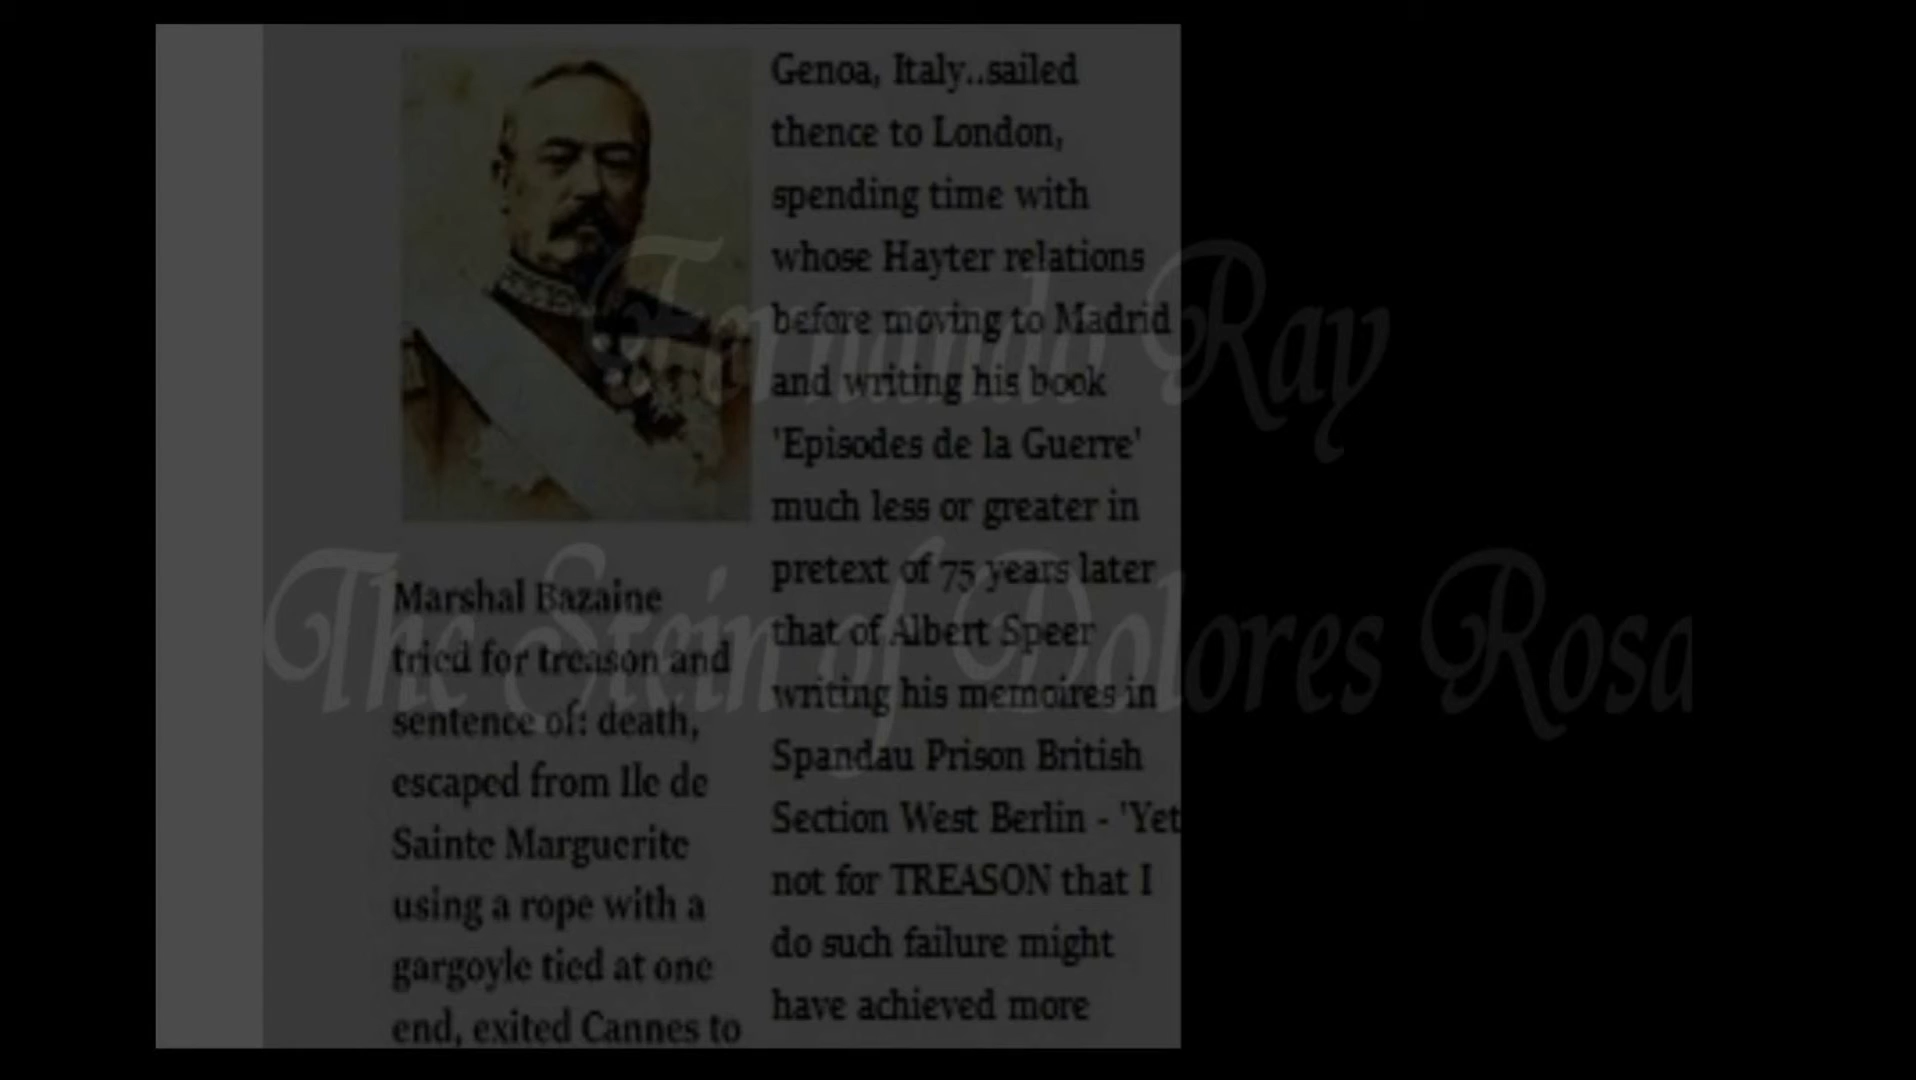 Marshal Bazaine
tried for treason and
sentence of: death,
escaped from Ile de
Sainte Marguerite
using a rope with a
gargoyle tied at one
end, exited Cannes to
Genoa, Italy..sailed
thence to London,
spending time with
whose Hayter relations
before moving to Madrid
and writing his book
'Episodes de la Guerre'
much less or greater in
pretext of 75 years later
that of Albert Speer
writing his memoires in
Spandau Prison British
Section West Berlin - 'Yet
not for TREASON that I
do such failure might
have achieved more
Fernando Ray
The Stein of Dolores Rosa